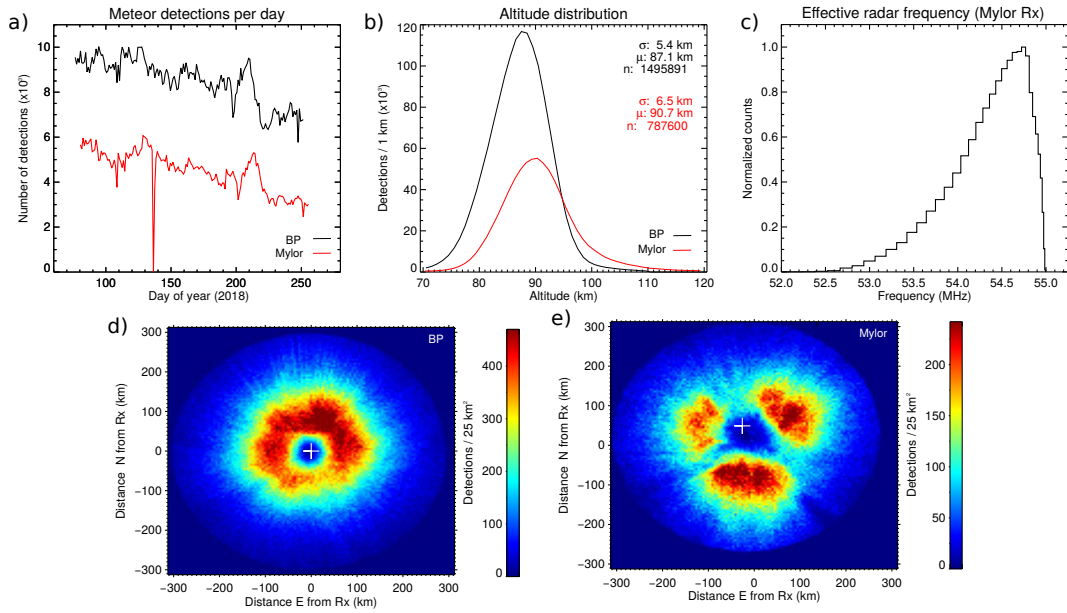 a)
Meteor detections per day
Number of detections (x10³)
10
8
6
4
2
0
100
150
200
250
Day of year (2018)
BP
Mylor
b)
Altitude distribution
Detections / 1 km (x10³)
120
100
80
60
40
20
0
70
80
90
100
110
120
Altitude (km)
σ: 5.4 km
μ: 87.1 km
n: 1495891
σ: 6.5 km
μ: 90.7 km
n: 787600
BP
Mylor
c)
Effective radar frequency (Mylor Rx)
Normalized counts
1.0
0.8
0.6
0.4
0.2
0.0
52.0
52.5
53.0
53.5
54.0
54.5
55.0
Frequency (MHz)
d)
BP
Distance N from Rx (km)
300
200
100
0
−100
−200
−300
−300
−200
−100
0
100
200
300
Distance E from Rx (km)
Detections / 25 km²
400
300
200
100
0
e)
Mylor
Distance N from Rx (km)
300
200
100
0
−100
−200
−300
−300
−200
−100
0
100
200
300
Distance E from Rx (km)
Detections / 25 km²
200
150
100
50
0